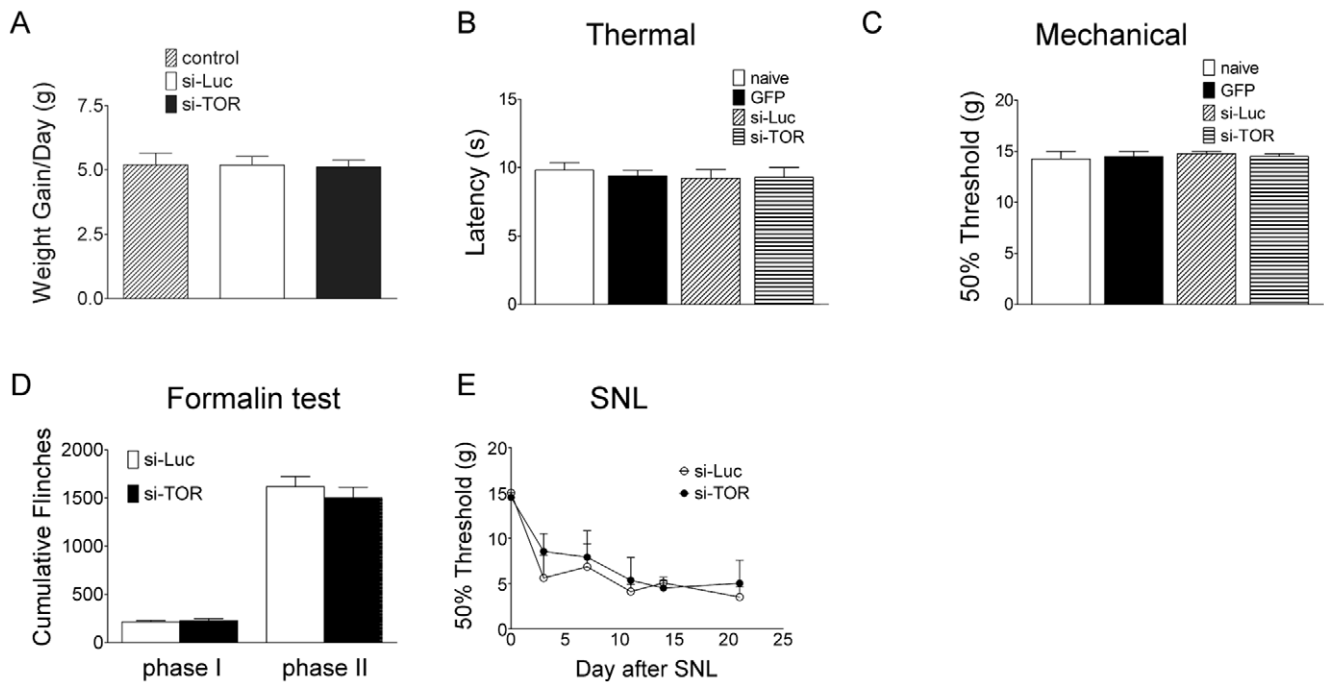 A
control
si-Luc
si-TOR
7.5
5.0
2.5
0.0
Weight Gain/Day (g)
B
Thermal
naive
GFP
si-Luc
si-TOR
15
10
5
0
Latency (s)
C
Mechanical
naive
GFP
si-Luc
si-TOR
20
15
10
5
0
50% Threshold (g)
D
Formalin test
si-Luc
si-TOR
2000
1500
1000
500
0
Cumulative Flinches
phase I
phase II
E
SNL
si-Luc
si-TOR
20
15
10
5
0
50% Threshold (g)
0 5 10 15 20 25
Day after SNL